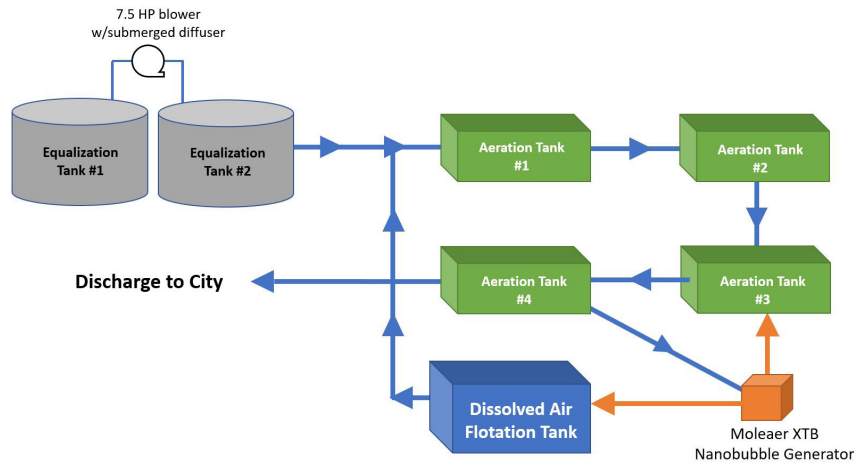 7.5 HP blower
w/submerged diffuser
Equalization
Tank #1
Equalization
Tank #2
Aeration Tank
#1
Aeration Tank
#2
Discharge to City
Aeration Tank
#4
Aeration Tank
#3
Dissolved Air
Flotation Tank
Moleaer XTB
Nanobubble Generator